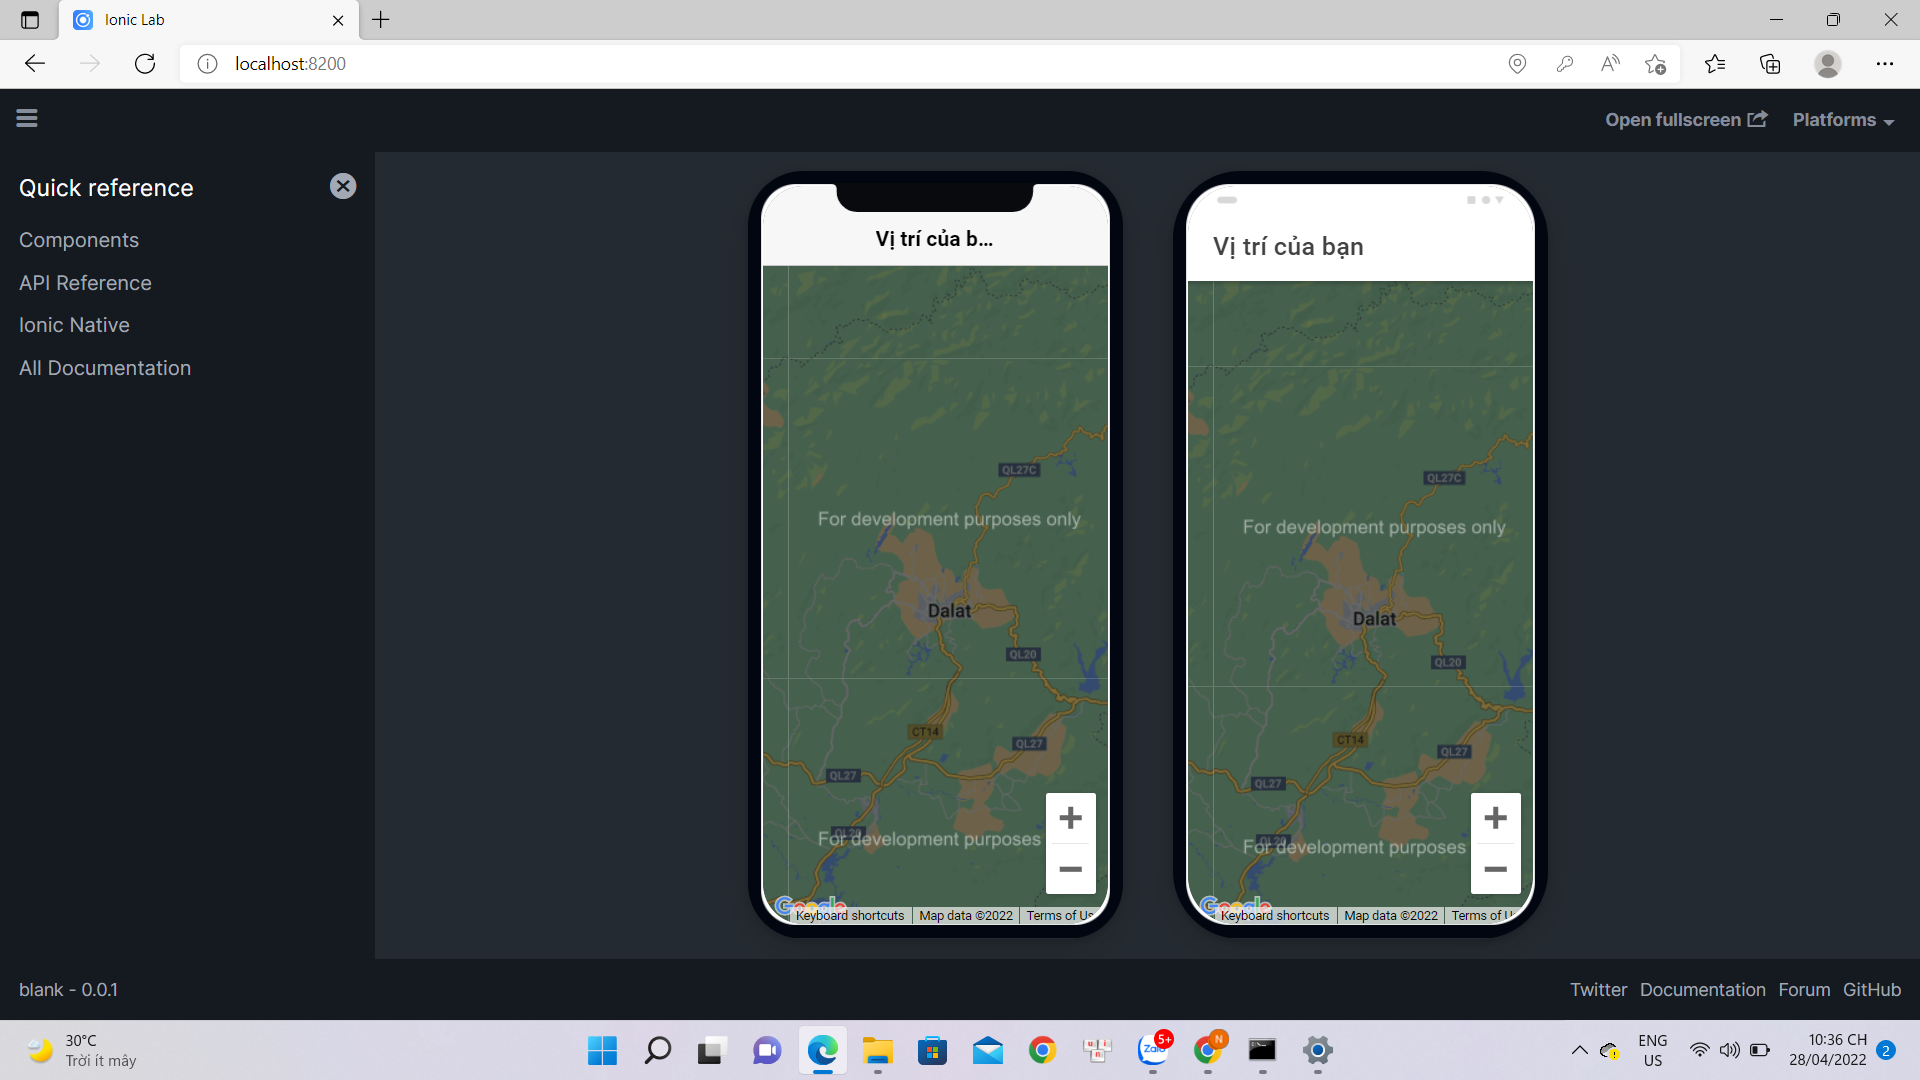 Ionic Lab
localhost:8200
Open fullscreen
Platforms
Quick reference
Components
API Reference
Ionic Native
All Documentation
Vị trí của b...
QL27C
For development purposes only
Dalat
QL20
CT14
QL27
QL27
QL20
For development purposes
Google
Keyboard shortcuts
Map data ©2022
Terms of Us
Vị trí của bạn
QL27C
For development purposes only
Dalat
QL20
CT14
QL27
QL27
QL20
For development purposes
Google
Keyboard shortcuts
Map data ©2022
Terms of U
blank - 0.0.1
Twitter Documentation Forum GitHub
30°C
Trời ít mây
Zalo
5+
N
ENG
US
10:36 CH
28/04/2022
2